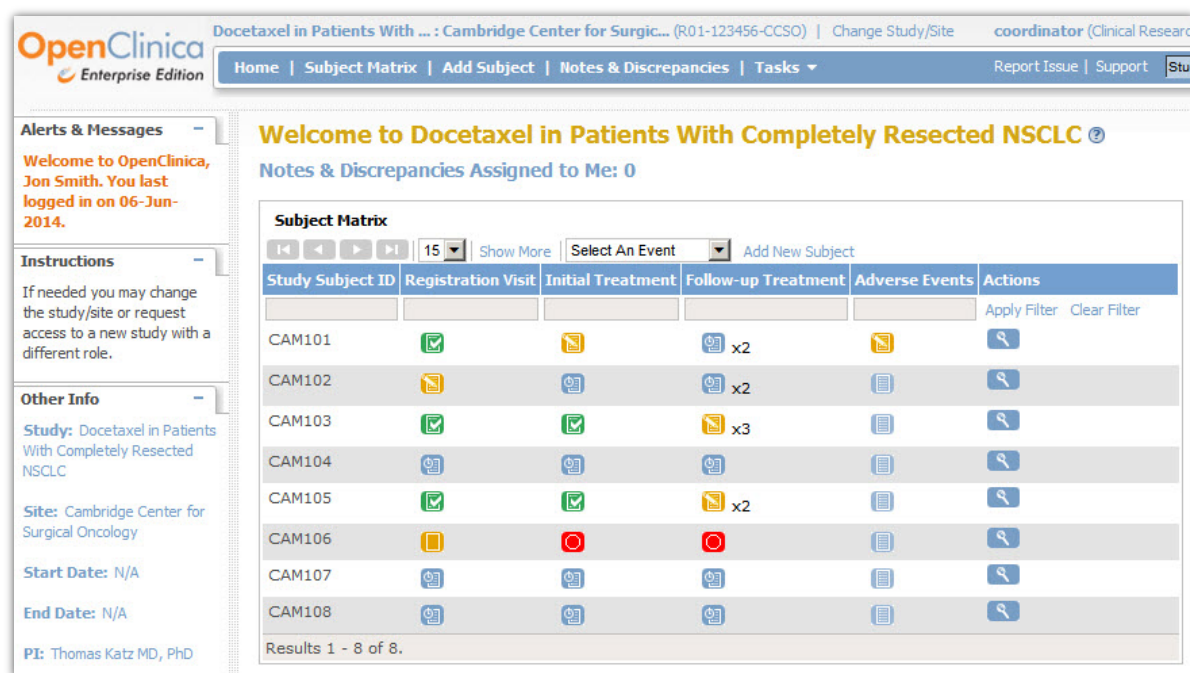 OpenClinica
Enterprise Edition
Docetaxel in Patients With ... : Cambridge Center for Surgic... (R01-123456-CCSO) | Change Study/Site
coordinator (Clinical Researc
Home | Subject Matrix | Add Subject | Notes & Discrepancies | Tasks
Report Issue | Support
Stu
Alerts & Messages
Welcome to OpenClinica,
Jon Smith. You last
logged in on 06-Jun-
2014.
Instructions
If needed you may change
the study/site or request
access to a new study with a
different role.
Other Info
Study: Docetaxel in Patients
With Completely Resected
NSCLC
Site: Cambridge Center for
Surgical Oncology
Start Date: N/A
End Date: N/A
PI: Thomas Katz MD, PhD
Welcome to Docetaxel in Patients With Completely Resected NSCLC ?
Notes & Discrepancies Assigned to Me: 0
Subject Matrix
15 | Show More | Select An Event Add New Subject
Study Subject ID Registration Visit Initial Treatment Follow-up Treatment Adverse Events Actions
Apply Filter Clear Filter
CAM101 x2
CAM102 x2
CAM103 x3
CAM104
CAM105 x2
CAM106
CAM107
CAM108
Results 1 - 8 of 8.